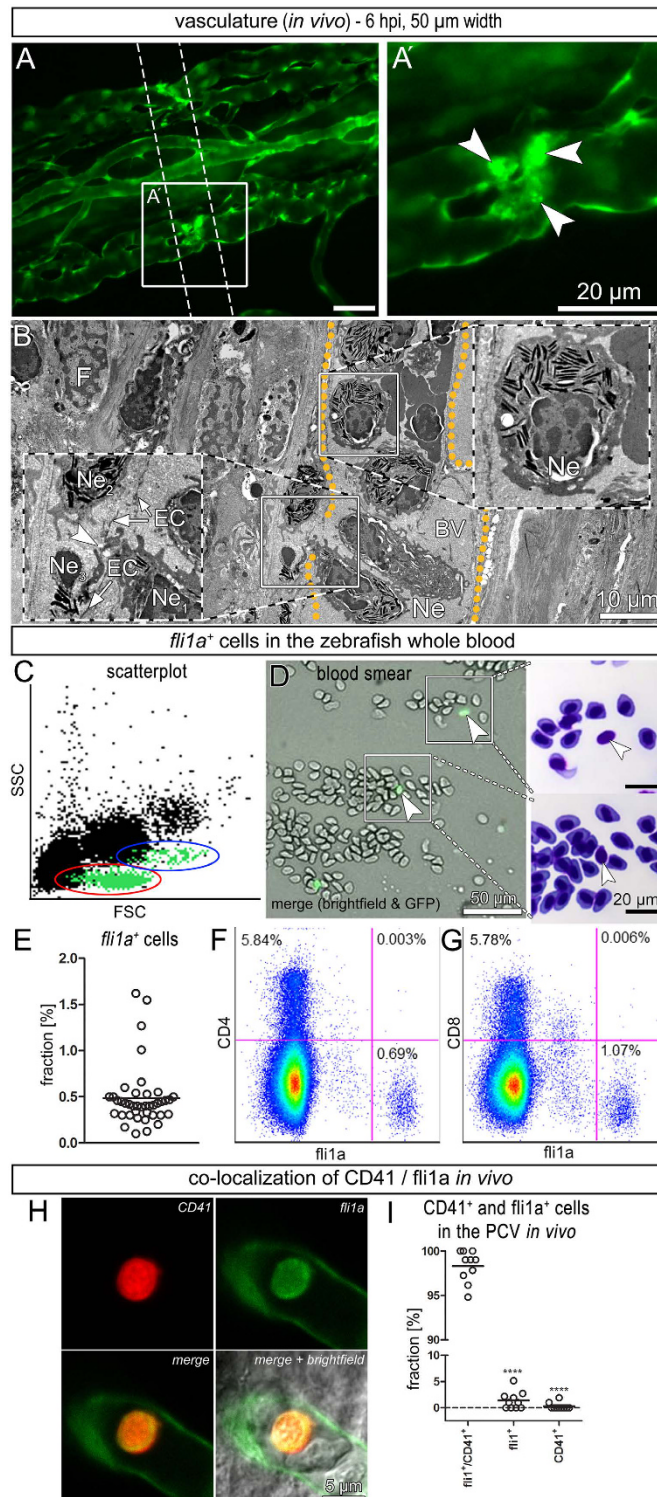 vasculature (in vivo) - 6 hpi, 50 µm width
A
A´
A´
20 µm
B
F
Ne
Ne₂
EC
BV
Ne₃
EC
Ne₁
Ne
10 µm
fli1a⁺ cells in the zebrafish whole blood
C
scatterplot
SSC
FSC
D
blood smear
50 µm
merge (brightfield & GFP)
20 µm
E
fli1a⁺ cells
fraction [%]
2.0
1.5
1.0
0.5
0.0
F
5.84%
0.003%
0.69%
CD4
fli1a
G
5.78%
0.006%
1.07%
CD8
fli1a
co-localization of CD41 / fli1a in vivo
H
CD41
fli1a
merge
merge + brightfield
5 µm
I
CD41⁺ and fli1a⁺ cells
in the PCV in vivo
fraction [%]
100
95
90
10
5
0
****
****
fli1⁺/CD41⁺
fli1⁺
CD41⁺